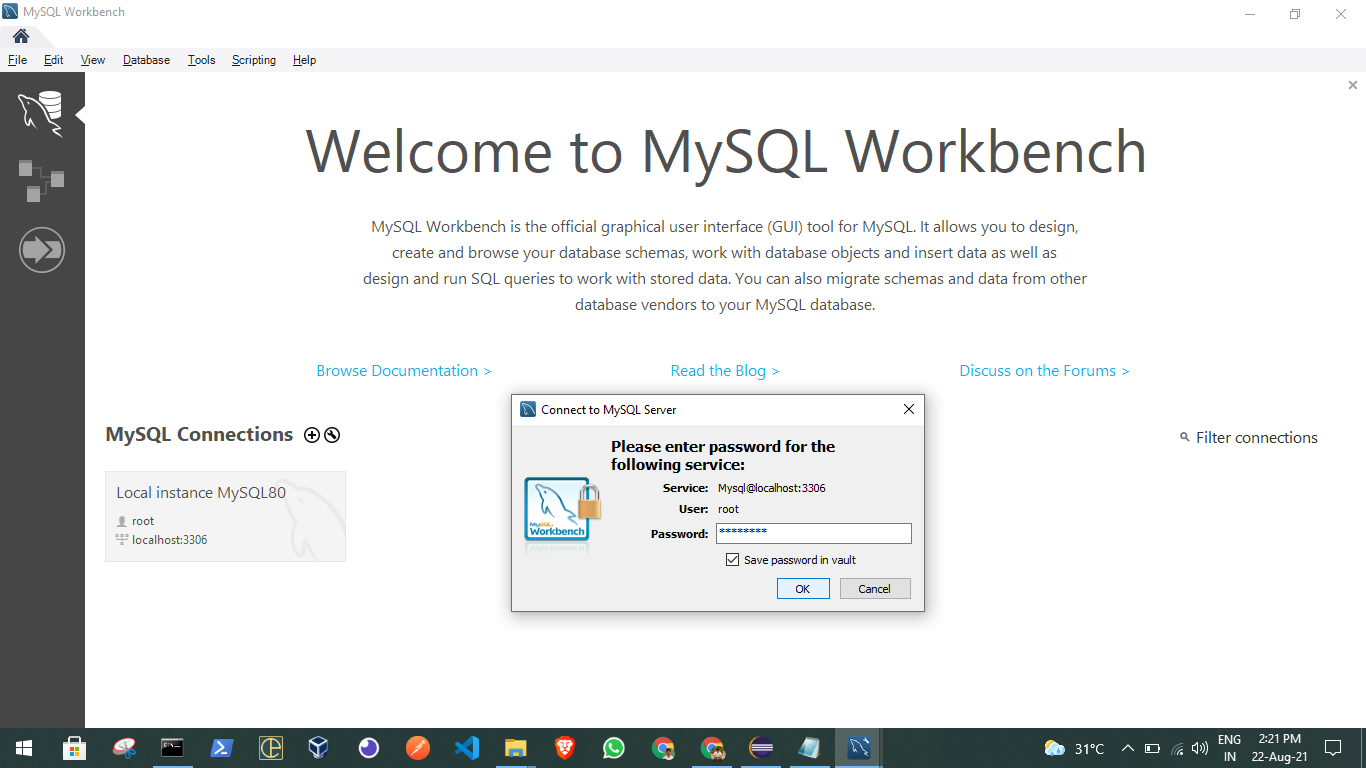 MySQL Workbench
File Edit View Database Tools Scripting Help
Welcome to MySQL Workbench
MySQL Workbench is the official graphical user interface (GUI) tool for MySQL. It allows you to design,
create and browse your database schemas, work with database objects and insert data as well as
design and run SQL queries to work with stored data. You can also migrate schemas and data from other
database vendors to your MySQL database.
Browse Documentation > Read the Blog > Discuss on the Forums >
MySQL Connections
Filter connections
Local instance MySQL80
root
localhost:3306
Connect to MySQL Server
Please enter password for the
following service:
Service: Mysql@localhost:3306
User: root
Password: ********
Save password in vault
OK Cancel
MySQL
Workbench
31°C
ENG
IN
2:21 PM
22-Aug-21